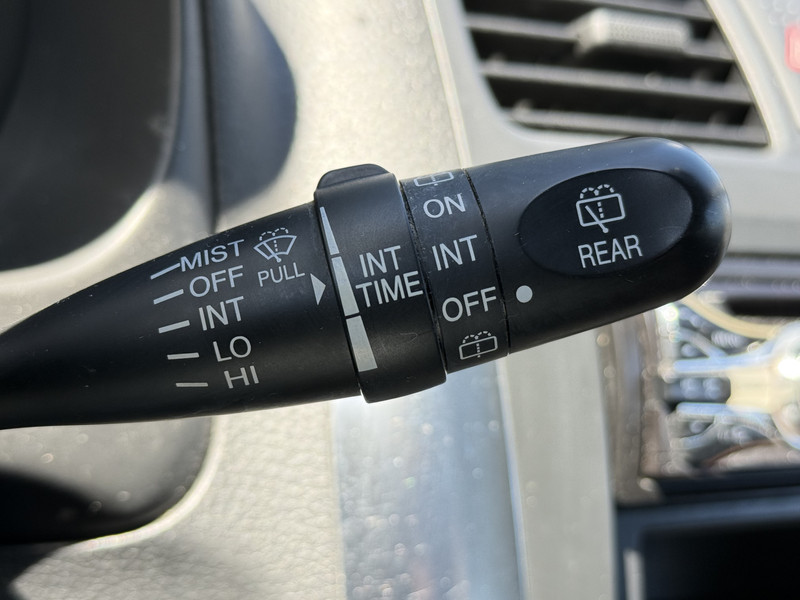 MIST
OFF
INT
LO
HI
PULL
INT
TIME
ON
INT
OFF
REAR